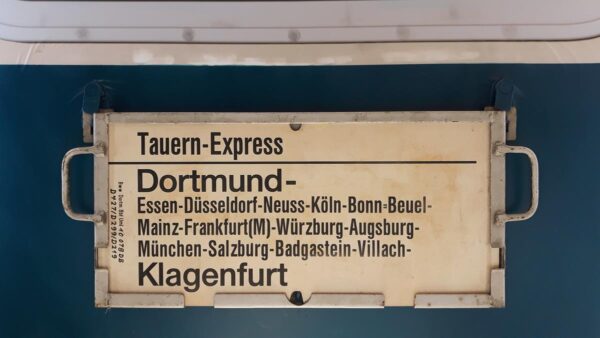 Tauern-Express
Dortmund-
Essen-Düsseldorf-Neuss-Köln-Bonn=Beuel-
Mainz-Frankfurt(M)-Würzburg-Augsburg-
München-Salzburg-Badgastein-Villach-
Klagenfurt